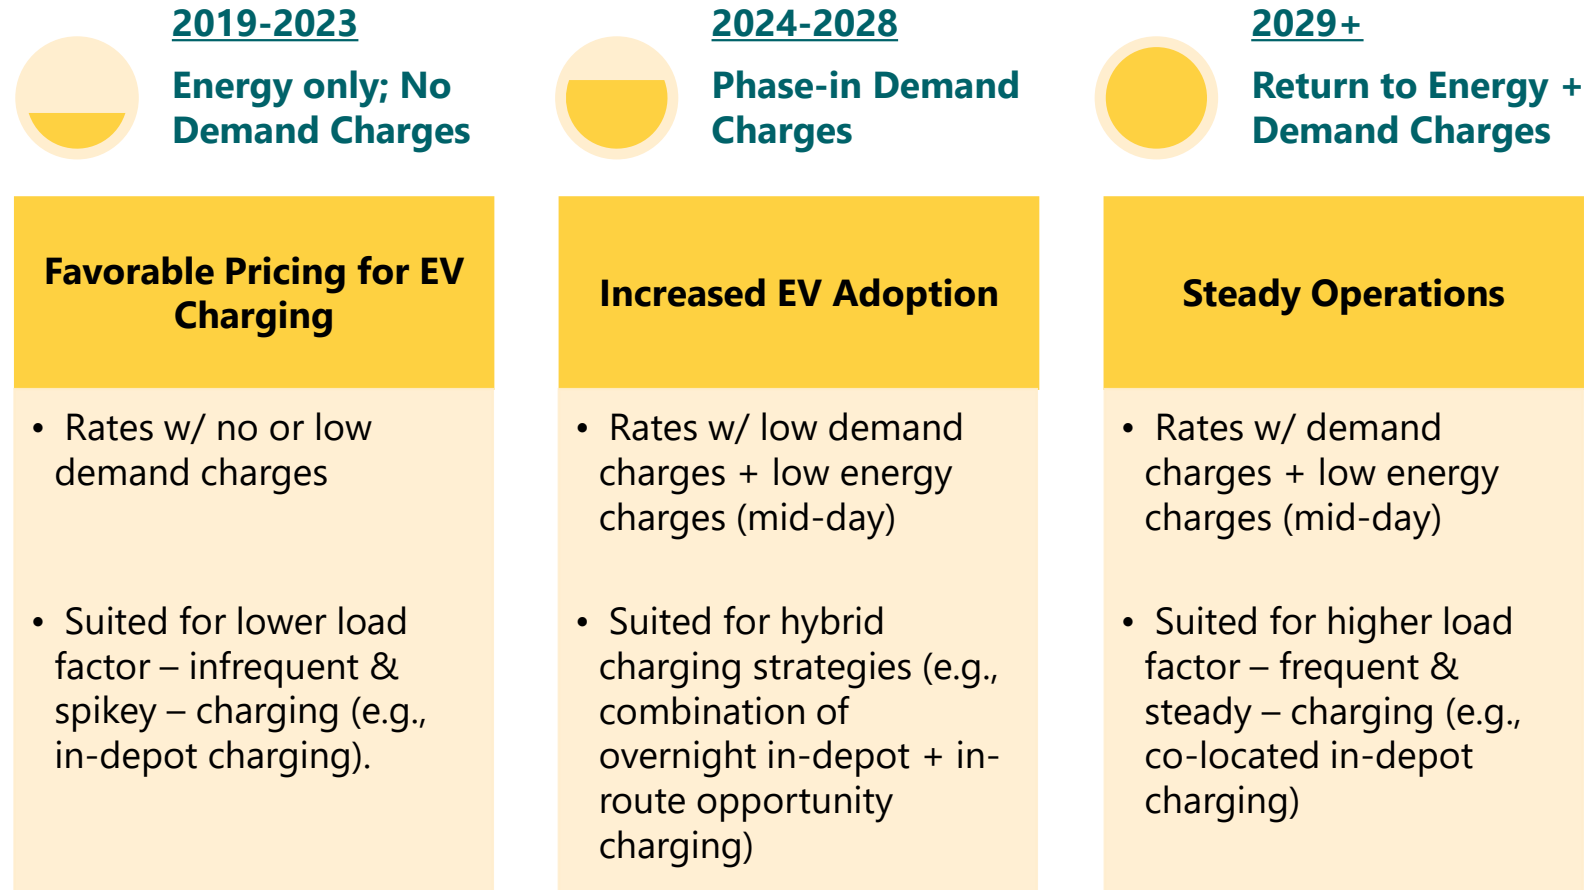 2019-2023
Energy only; No
Demand Charges
2024-2028
Phase-in Demand
Charges
2029+
Return to Energy +
Demand Charges
Favorable Pricing for EV
Charging
• Rates w/ no or low
demand charges
• Suited for lower load
factor – infrequent &
spikey – charging (e.g.,
in-depot charging).
Increased EV Adoption
• Rates w/ low demand
charges + low energy
charges (mid-day)
• Suited for hybrid
charging strategies (e.g.,
combination of
overnight in-depot + in-
route opportunity
charging)
Steady Operations
• Rates w/ demand
charges + low energy
charges (mid-day)
• Suited for higher load
factor – frequent &
steady – charging (e.g.,
co-located in-depot
charging)